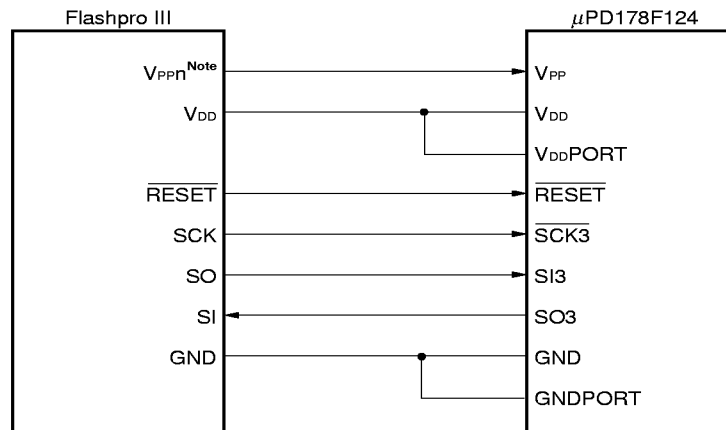 Flashpro III
μPD178F124
VPPnNote
VPP
VDD
VDD
VDDPORT
RESET
RESET
SCK
SCK3
SO
SI3
SI
SO3
GND
GND
GNDPORT